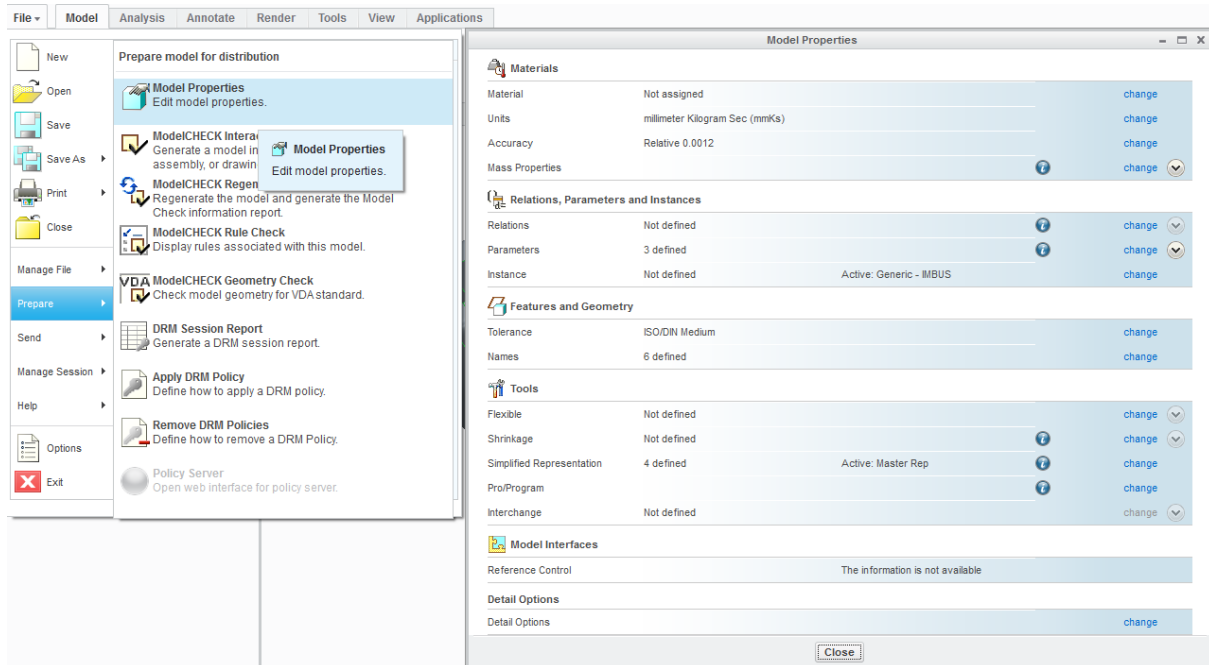 File
Model
Analysis
Annotate
Render
Tools
View
Applications
New
Open
Save
Save As
Print
Close
Manage File
Prepare
Send
Manage Session
Help
Options
Exit
Prepare model for distribution
Model Properties
Edit model properties.
ModelCHECK Interac
Generate a model in
assembly, or drawin
Model Properties
Edit model properties.
ModelCHECK Regen
Regenerate the model and generate the Model
Check information report.
ModelCHECK Rule Check
Display rules associated with this model.
VDA
ModelCHECK Geometry Check
Check model geometry for VDA standard.
DRM Session Report
Generate a DRM session report.
Apply DRM Policy
Define how to apply a DRM policy.
Remove DRM Policies
Define how to remove a DRM Policy.
Policy Server
Open web interface for policy server.
Model Properties
Materials
Material Not assigned change
Units millimeter Kilogram Sec (mmKs) change
Accuracy Relative 0.0012 change
Mass Properties change
Relations, Parameters and Instances
Relations Not defined change
Parameters 3 defined change
Instance Not defined Active: Generic - IMBUS change
Features and Geometry
Tolerance ISO/DIN Medium change
Names 6 defined change
Tools
Flexible Not defined change
Shrinkage Not defined change
Simplified Representation 4 defined Active: Master Rep change
Pro/Program change
Interchange Not defined change
Model Interfaces
Reference Control The information is not available
Detail Options
Detail Options change
Close